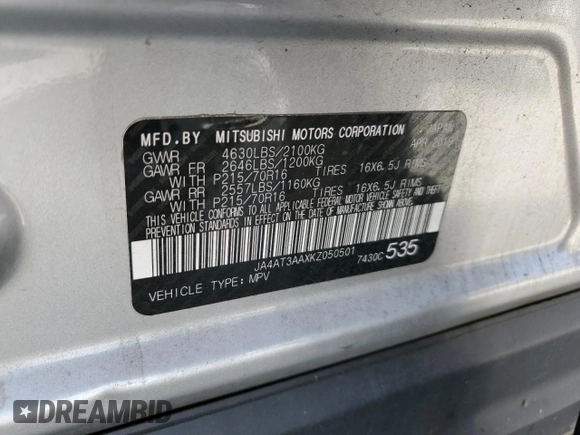 MFD.BY MITSUBISHI MOTORS CORPORATION
GVWR 4630LBS/2100KG
GAWR FR 2646LBS/1200KG
WITH P215/70R16 TIRES 16X6.5J RIMS
GAWR RR 2557LBS/1160KG
WITH P215/70R16 TIRES 16X6.5J RIMS
THIS VEHICLE CONFORMS TO ALL APPLICABLE FEDERAL MOTOR VEHICLE SAFETY AND THEFT
PREVENTION STANDARDS IN EFFECT ON THE DATE OF MANUFACTURE SHOWN ABOVE.
JA4AT3AAXKZ050501 7430C 535
VEHICLE TYPE: MPV
DREAMBID